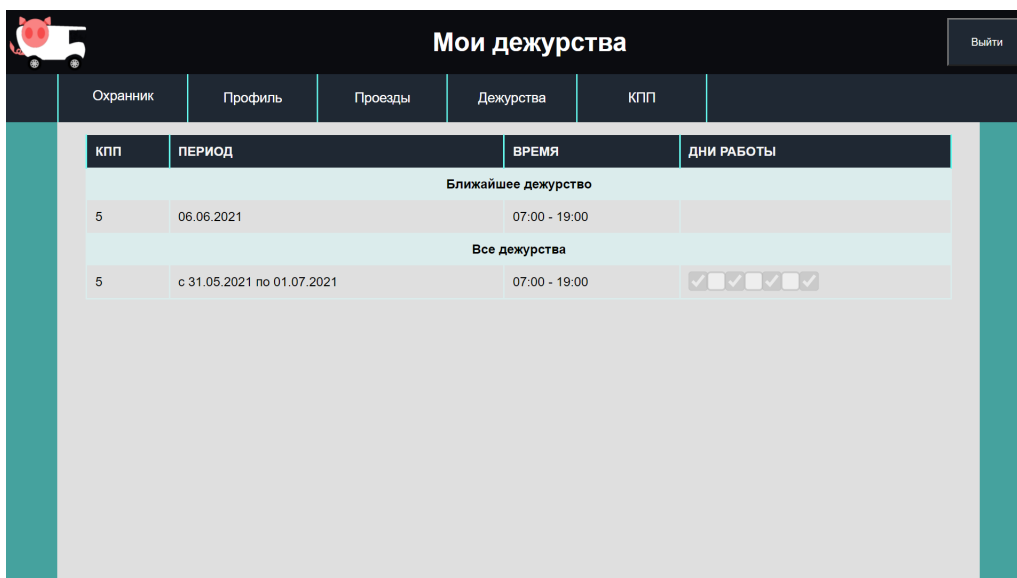 Мои дежурства
Выйти
Охранник Профиль Проезды Дежурства КПП
КПП ПЕРИОД ВРЕМЯ ДНИ РАБОТЫ
Ближайшее дежурство
5 06.06.2021 07:00 - 19:00
Все дежурства
5 с 31.05.2021 по 01.07.2021 07:00 - 19:00